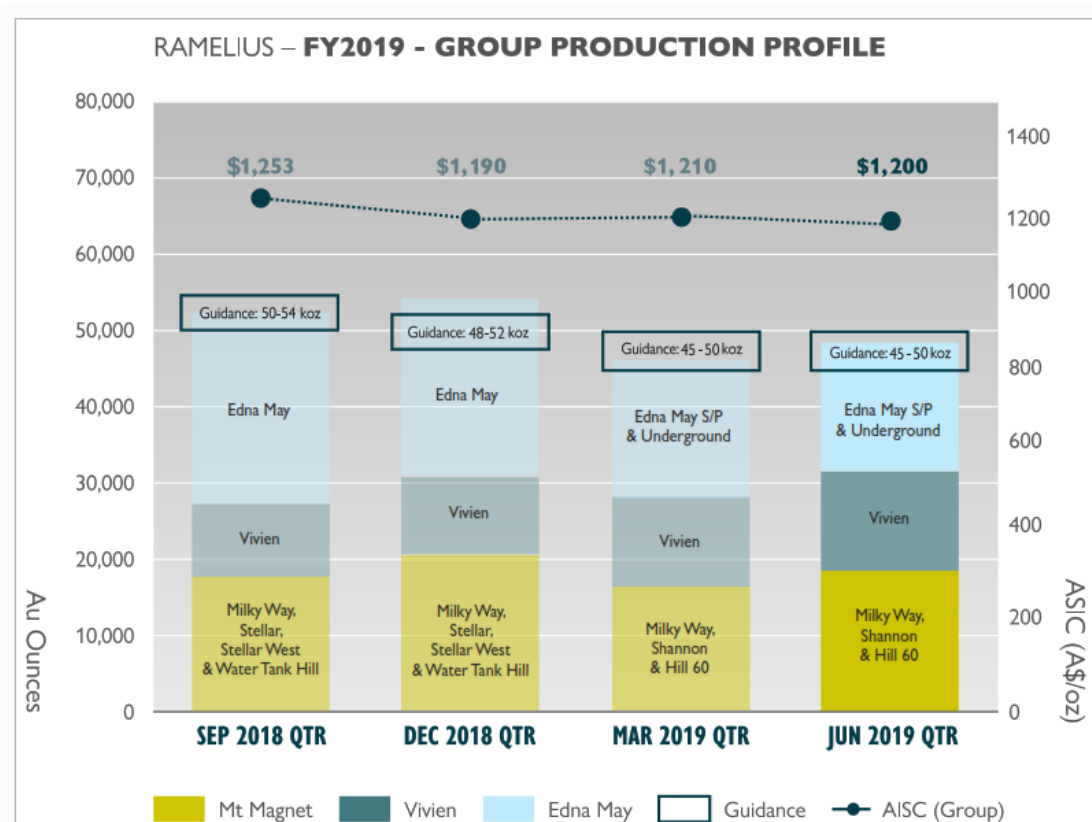 RAMELIUS – FY2019 - GROUP PRODUCTION PROFILE
80,000
70,000
60,000
50,000
40,000
30,000
20,000
10,000
0
Au Ounces
1400
1200
1000
800
600
400
200
0
ASIC (A$/oz)
$1,253
$1,190
$1,210
$1,200
Guidance: 50-54 koz
Edna May
Vivien
Milky Way,
Stellar,
Stellar West
& Water Tank Hill
Guidance: 48-52 koz
Edna May
Vivien
Milky Way,
Stellar,
Stellar West
& Water Tank Hill
Guidance: 45 - 50 koz
Edna May S/P
& Underground
Vivien
Milky Way,
Shannon
& Hill 60
Guidance: 45 - 50 koz
Edna May S/P
& Underground
Vivien
Milky Way,
Shannon
& Hill 60
SEP 2018 QTR
DEC 2018 QTR
MAR 2019 QTR
JUN 2019 QTR
Mt Magnet
Vivien
Edna May
Guidance
AISC (Group)